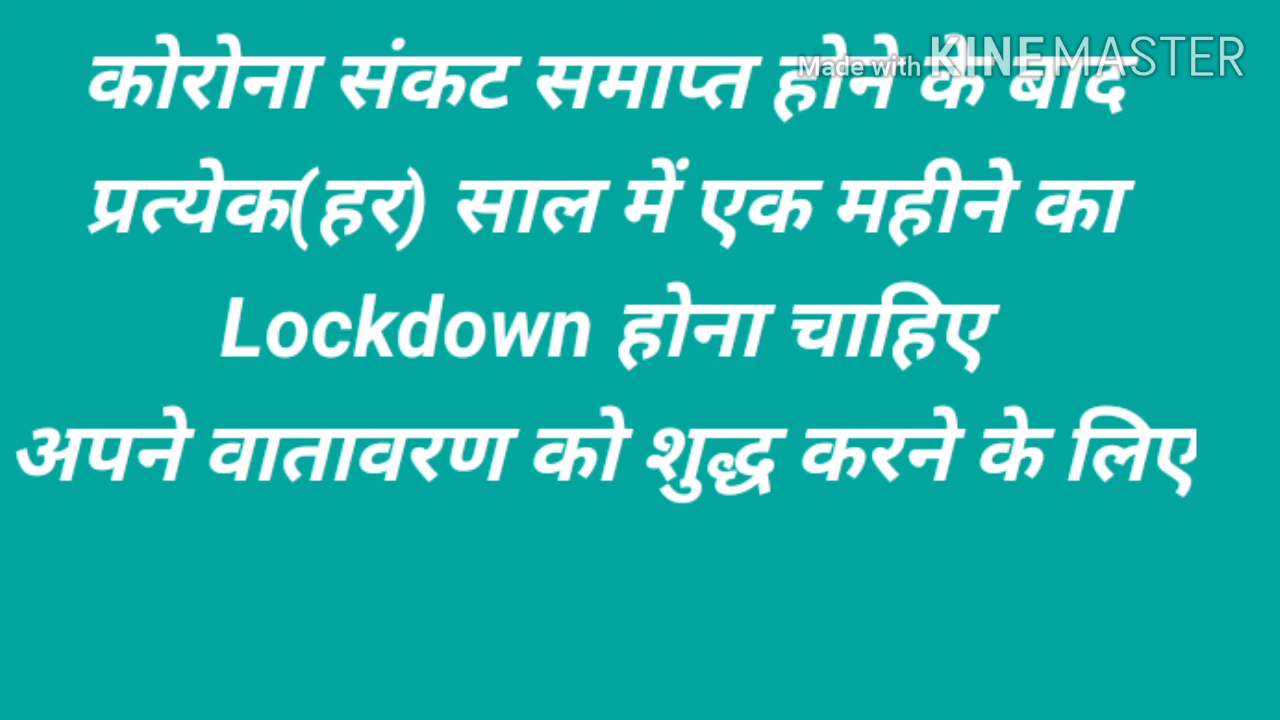 कोरोना संकट समाप्त होने के बाद
Made with KINEMASTER
प्रत्येक(हर) साल में एक महीने का
Lockdown होना चाहिए
अपने वातावरण को शुद्ध करने के लिए